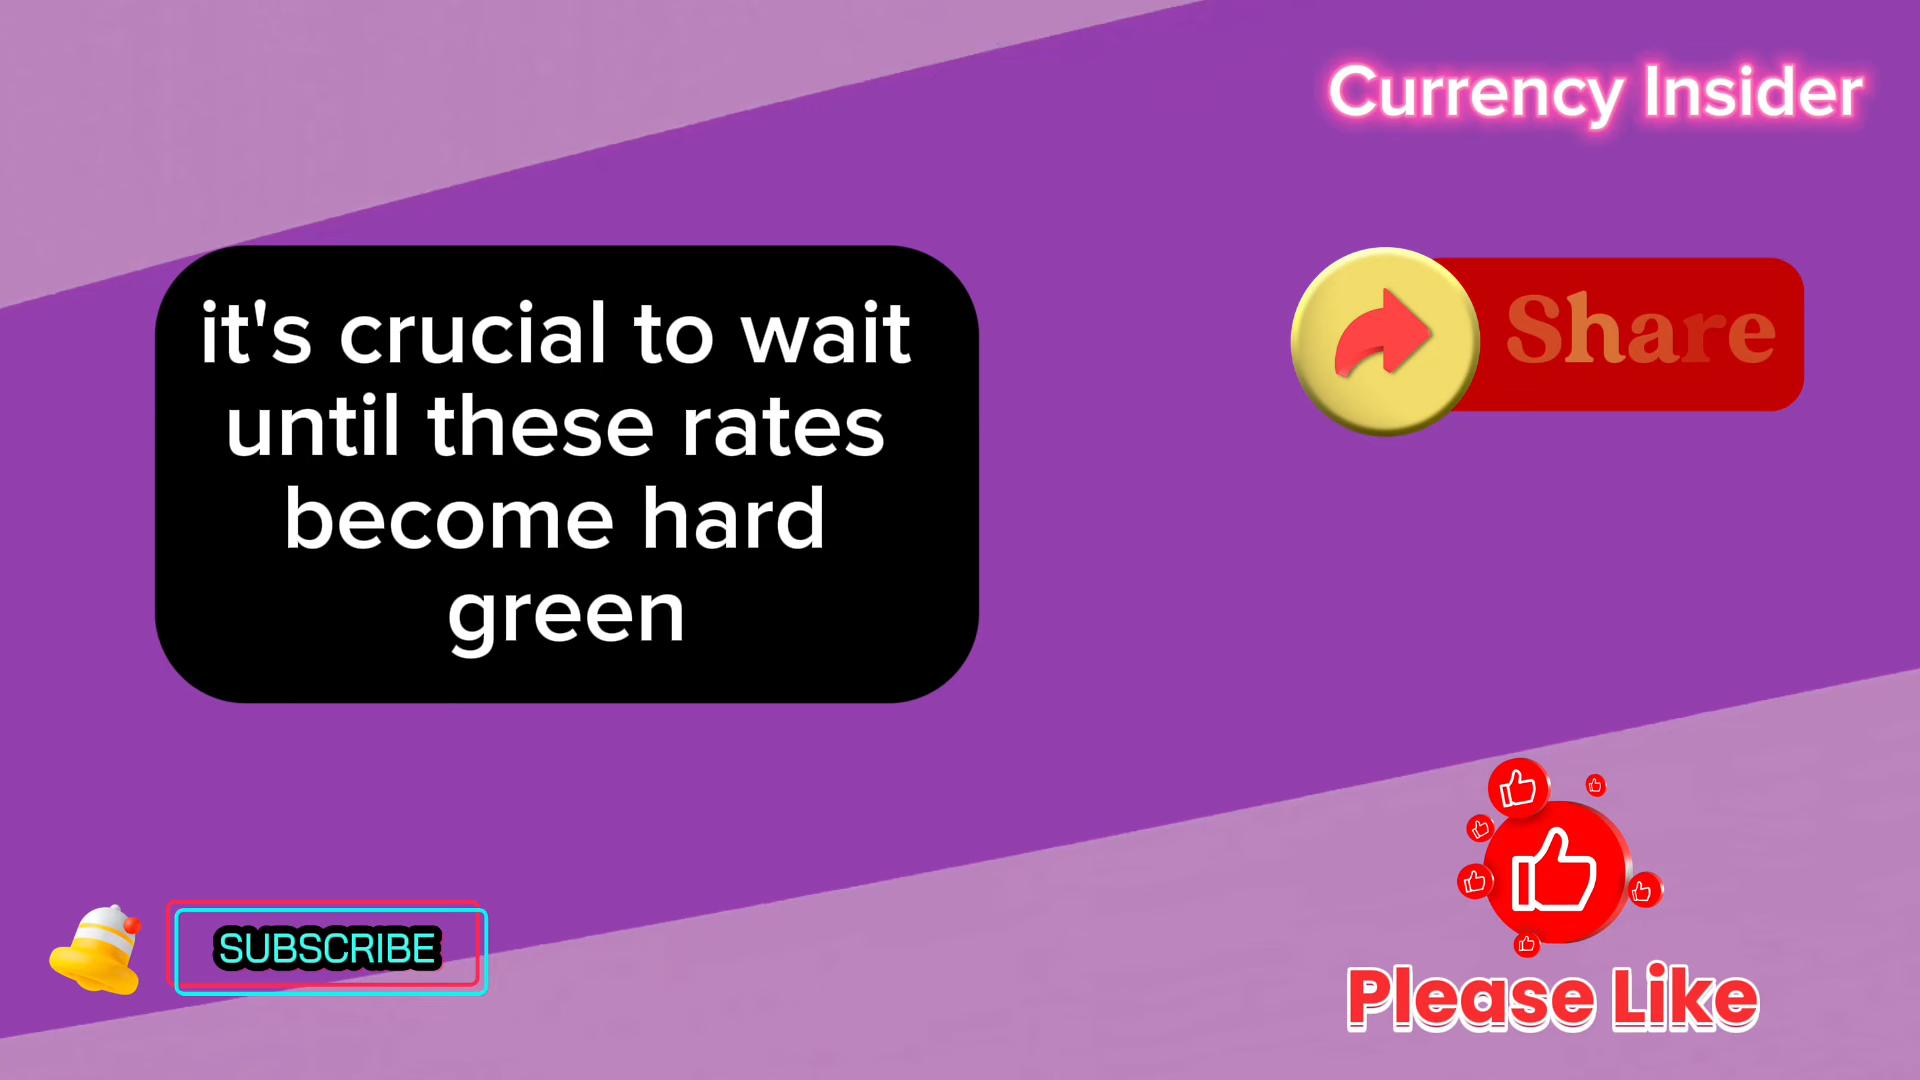 Currency Insider
it's crucial to wait
until these rates
become hard
green
Share
SUBSCRIBE
Please Like